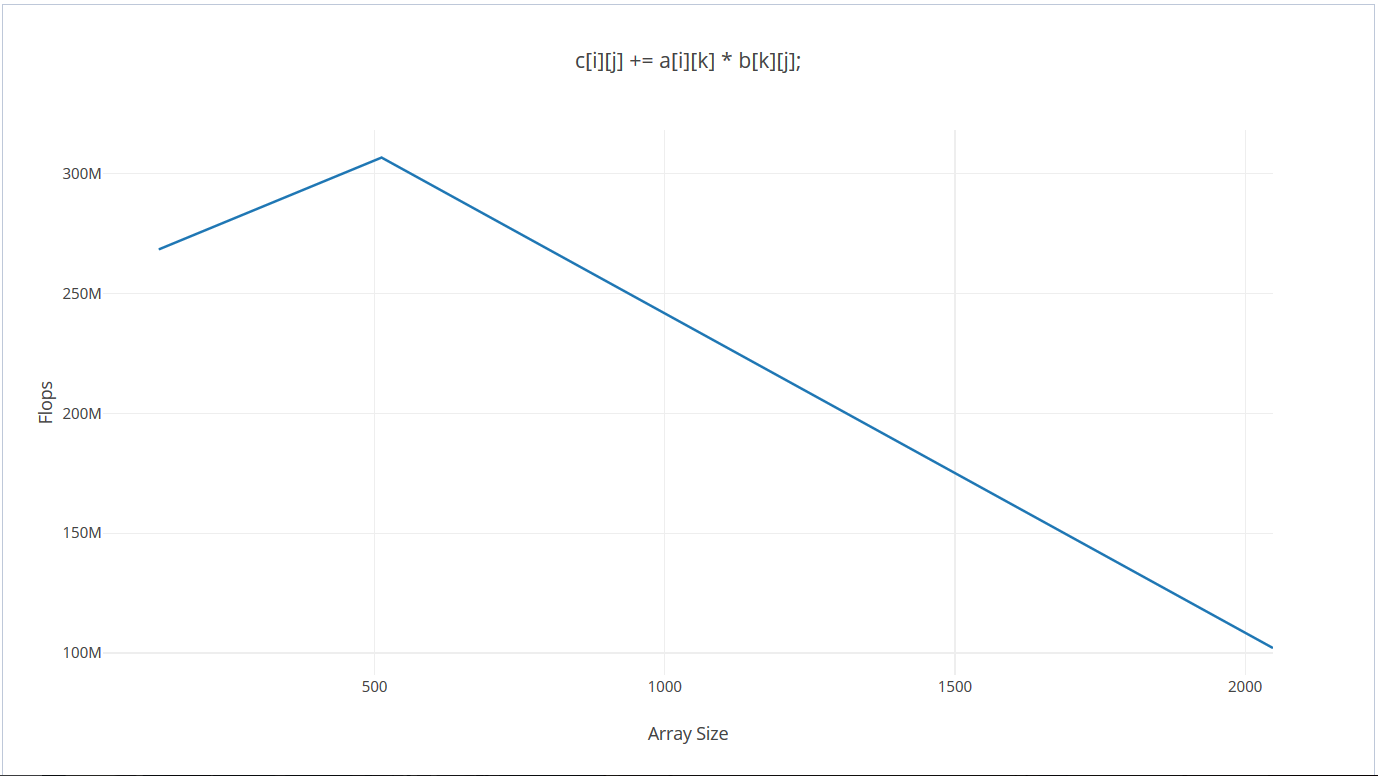 c[i][j] += a[i][k] * b[k][j];
300M
250M
200M
150M
100M
Flops
500 1000 1500 2000
Array Size